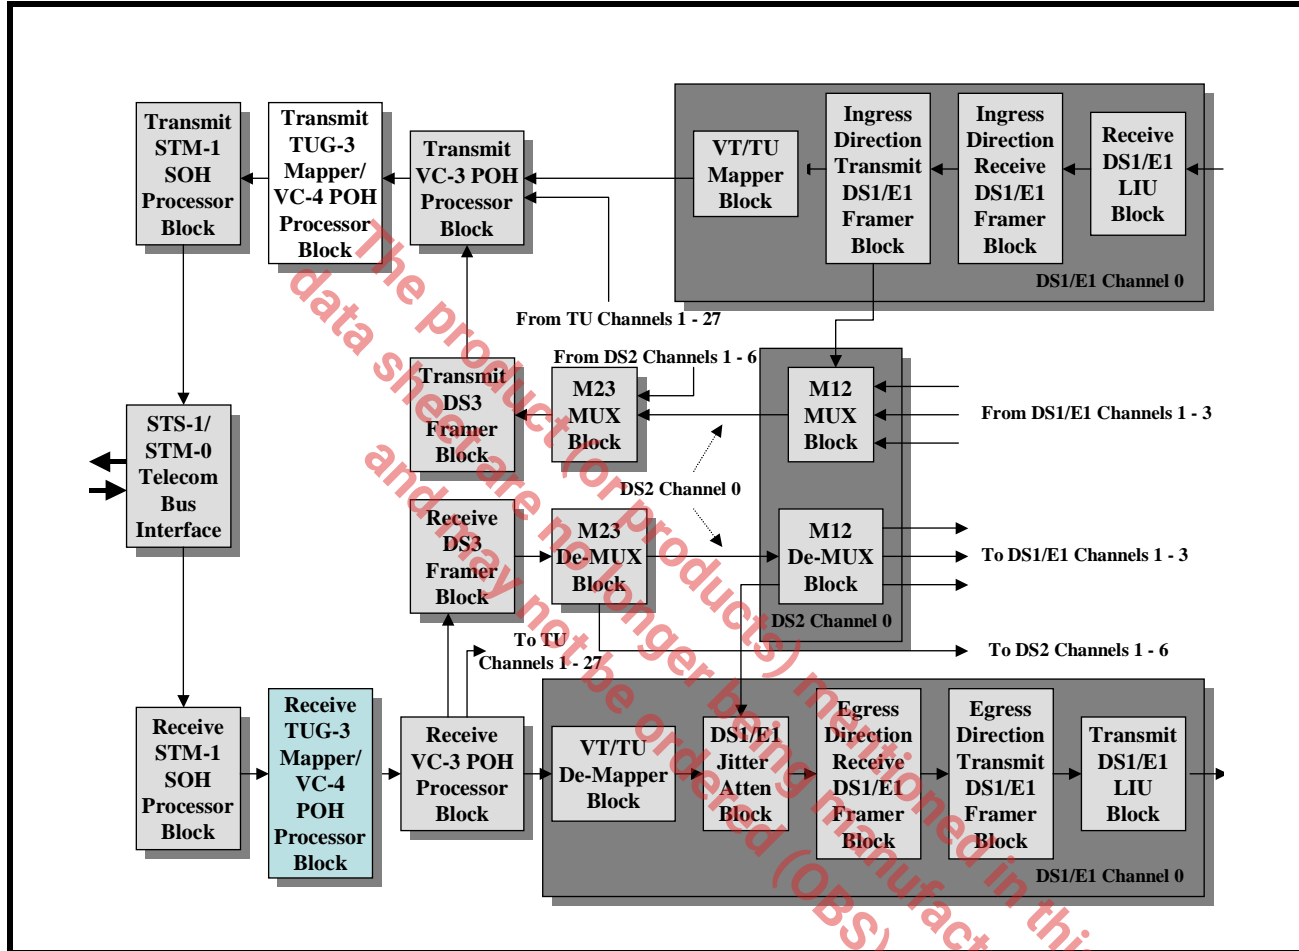 Transmit
STM-1
SOH
Processor
Block
Transmit
TUG-3
Mapper/
VC-4 POH
Processor
Block
Transmit
VC-3 POH
Processor
Block
VT/TU
Mapper
Block
Ingress
Direction
Transmit
DS1/E1
Framer
Block
Ingress
Direction
Receive
DS1/E1
Framer
Block
Receive
DS1/E1
LIU
Block
DS1/E1 Channel 0
From TU Channels 1 - 27
From DS2 Channels 1 - 6
Transmit
DS3
Framer
Block
M23
MUX
Block
M12
MUX
Block
From DS1/E1 Channels 1 - 3
STS-1/
STM-0
Telecom
Bus
Interface
DS2 Channel 0
Receive
DS3
Framer
Block
M23
De-MUX
Block
M12
De-MUX
Block
To DS1/E1 Channels 1 - 3
DS2 Channel 0
To TU
Channels 1 - 27
To DS2 Channels 1 - 6
Receive
STM-1
SOH
Processor
Block
Receive
TUG-3
Mapper/
VC-4
POH
Processor
Block
Receive
VC-3 POH
Processor
Block
VT/TU
De-Mapper
Block
DS1/E1
Jitter
Atten
Block
Egress
Direction
Receive
DS1/E1
Framer
Block
Egress
Direction
Transmit
DS1/E1
Framer
Block
Transmit
DS1/E1
LIU
Block
DS1/E1 Channel 0
The product (or products) mentioned in this
data sheet are no longer being manufact
and may not be ordered (OBS)